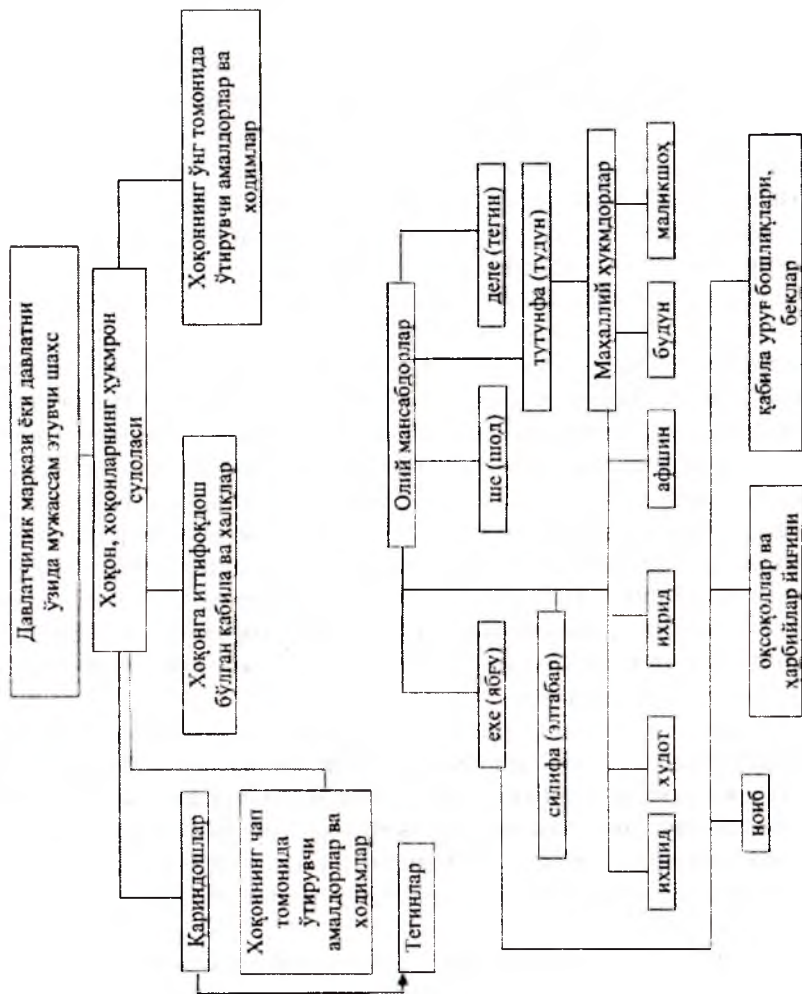 Давлатчилик маркази ёки давлатни
ўзида мужассам этувчи шахс
Хоқон, хоқонларнинг ҳукмрон
сулоласи
Қариндошлар
Хоқоннинг чап
томонида
ўтирувчи
амалдорлар ва
ходимлар
Тегинлар
Хоқонга иттифоқдош
бўлган кабила ва халқлар
Хоқоннинг ўнг томонида
ўтирувчи амалдорлар ва
ходимлар
Олий мансабдорлар
ехе (ябғу)
ше (шод)
деле (тегин)
силифа (элтабар)
тутунфа (тудун)
Маҳаллий ҳукмдорлар
ихшид
худот
ихрид
афшин
будун
маликшоҳ
ноиб
оқсоқоллар ва
ҳарбийлар йиғини
қабила уруғ бошлиқлари,
беклар